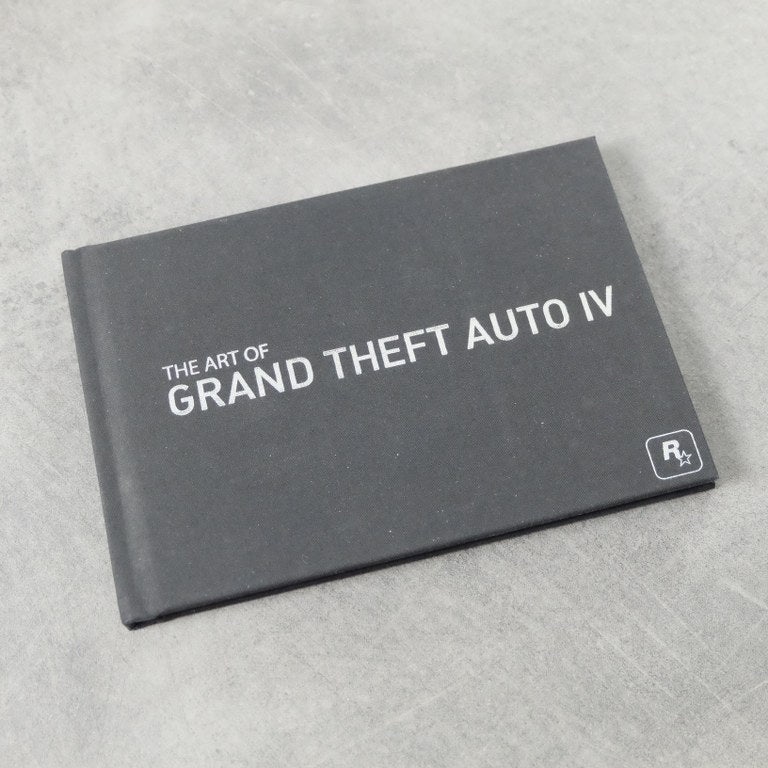 THE ART OF
GRAND THEFT AUTO IV
R